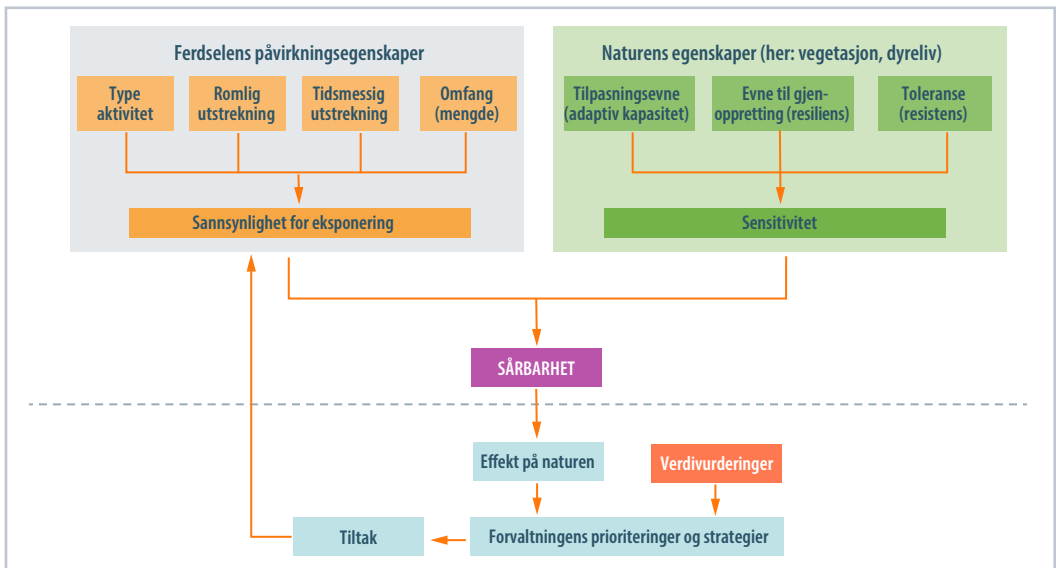 Ferdselens påvirkningsegenskaper
Type
aktivitet
Romlig
utstrekning
Tidsmessig
utstrekning
Omfang
(mengde)
Sannsynlighet for eksponering
Naturens egenskaper (her: vegetasjon, dyreliv)
Tilpasningsevne
(adaptiv kapasitet)
Evne til gjen-
oppretting (resiliens)
Toleranse
(resistens)
Sensitivitet
SÅRBARHET
Effekt på naturen
Verdivurderinger
Tiltak
Forvaltningens prioriteringer og strategier